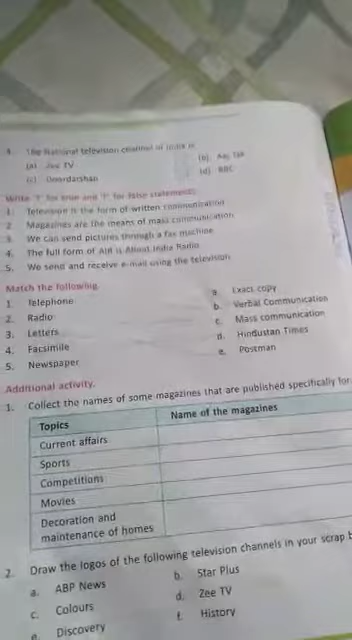 4. The National television channel of India is
(a) Zee TV (b) Aaj Tak
(c) Doordarshan (d) BBC
Write 'T' for true and 'F' for false statements.
1. Television is the form of written communication
2. Magazines are the means of mass communication
3. We can send pictures through a fax machine
4. The full form of AIR is About India Radio
5. We send and receive e-mail using the television
Match the following.
1. Telephone a. Exact copy
2. Radio b. Verbal Communication
3. Letters c. Mass communication
4. Facsimile d. Hindustan Times
5. Newspaper e. Postman
Additional activity.
1. Collect the names of some magazines that are published specifically for
Topics Name of the magazines
Current affairs
Sports
Competitions
Movies
Decoration and
maintenance of homes
2. Draw the logos of the following television channels in your scrap b
a. ABP News b. Star Plus
c. Colours d. Zee TV
e. Discovery f. History